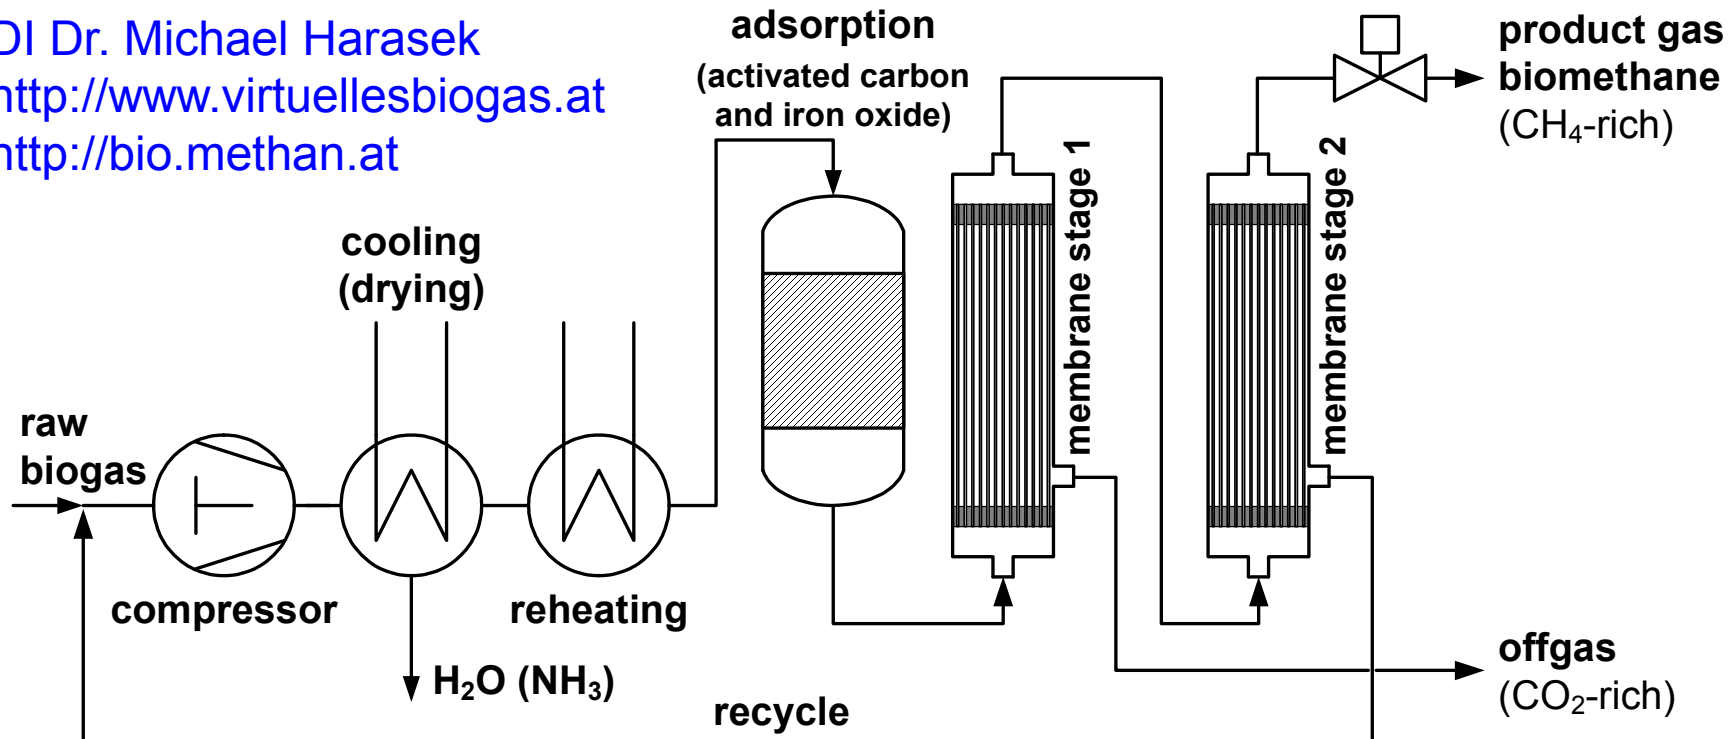 DI Dr. Michael Harasek
http://www.virtuellesbiogas.at
http://bio.methan.at
adsorption
(activated carbon
and iron oxide)
product gas
biomethane
(CH₄-rich)
membrane stage 1
membrane stage 2
cooling
(drying)
raw
biogas
compressor
reheating
H₂O (NH₃)
recycle
offgas
(CO₂-rich)